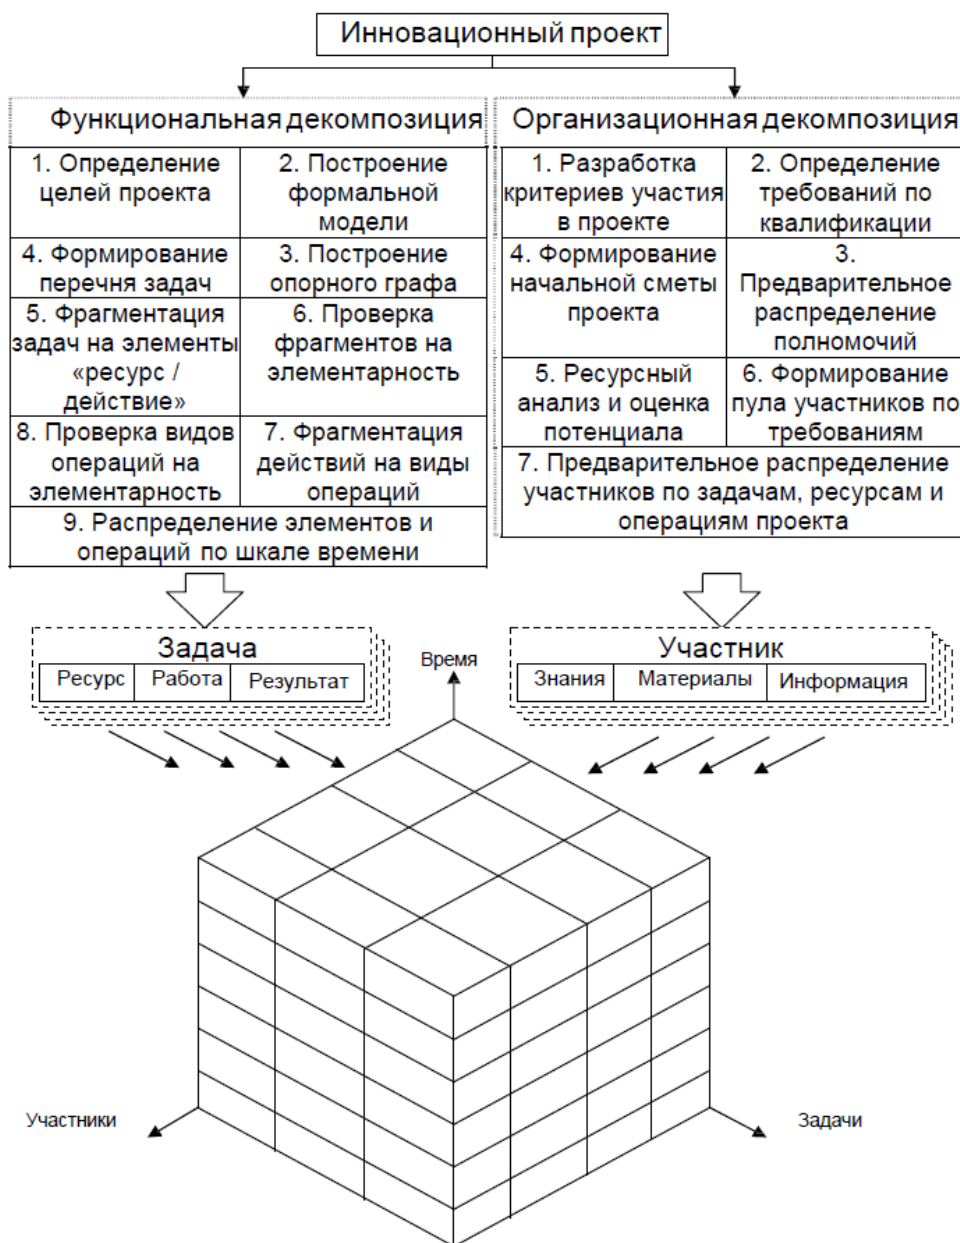 Инновационный проект
Функциональная декомпозиция
1. Определение
целей проекта
2. Построение
формальной
модели
4. Формирование
перечня задач
3. Построение
опорного графа
5. Фрагментация
задач на элементы
«ресурс /
действие»
6. Проверка
фрагментов на
элементарность
8. Проверка видов
операций на
элементарность
7. Фрагментация
действий на виды
операций
9. Распределение элементов и
операций по шкале времени
Организационная декомпозиция
1. Разработка
критериев участия
в проекте
2. Определение
требований по
квалификации
4. Формирование
начальной сметы
проекта
3.
Предварительное
распределение
полномочий
5. Ресурсный
анализ и оценка
потенциала
6. Формирование
пула участников по
требованиям
7. Предварительное распределение
участников по задачам, ресурсам и
операциям проекта
Задача
Ресурс
Работа
Результат
Время
Участник
Знания
Материалы
Информация
Участники
Задачи